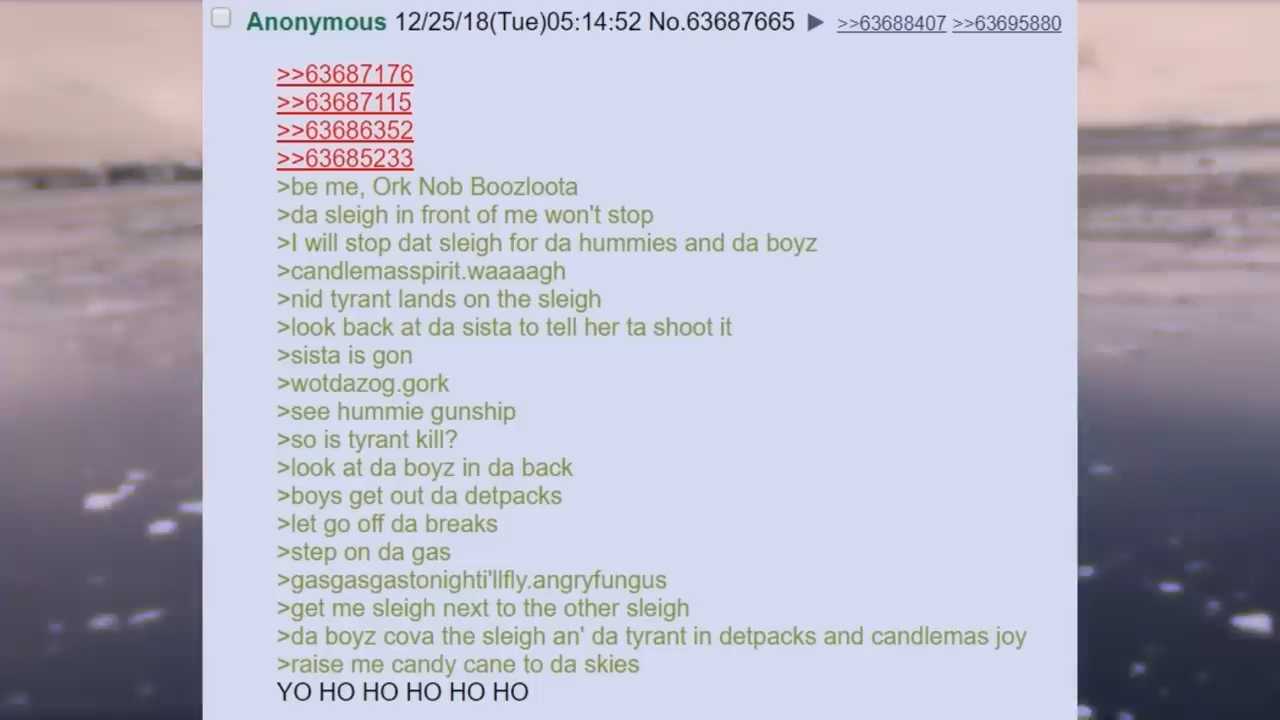 Anonymous 12/25/18(Tue)05:14:52 No.63687665 ▶ >>63688407 >>63695880
>>63687176
>>63687115
>>63686352
>>63685233
>be me, Ork Nob Boozloota
>da sleigh in front of me won't stop
>I will stop dat sleigh for da hummies and da boyz
>candlemasspirit.waaaagh
>nid tyrant lands on the sleigh
>look back at da sista to tell her ta shoot it
>sista is gon
>wotdazog.gork
>see hummie gunship
>so is tyrant kill?
>look at da boyz in da back
>boys get out da detpacks
>let go off da breaks
>step on da gas
>gasgasgastonighti'llfly.angryfungus
>get me sleigh next to the other sleigh
>da boyz cova the sleigh an' da tyrant in detpacks and candlemas joy
>raise me candy cane to da skies
YO HO HO HO HO HO